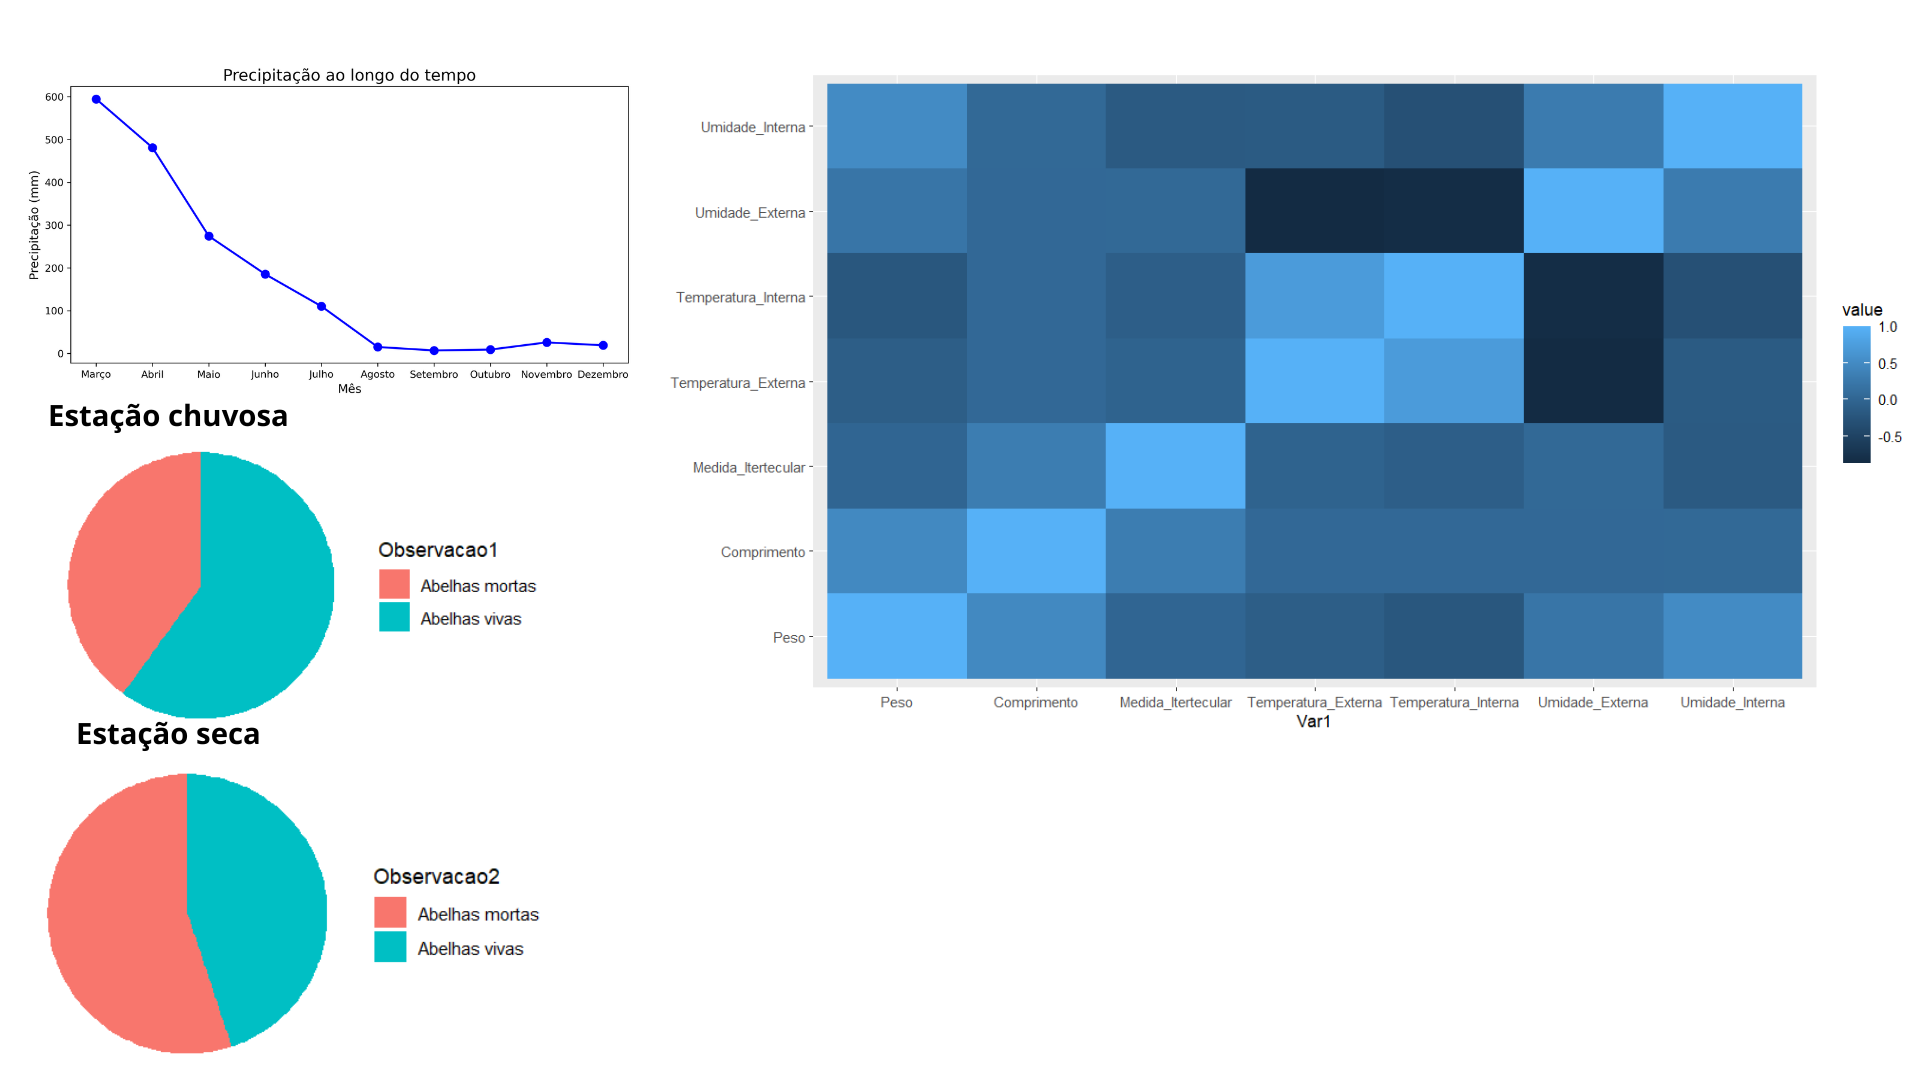 Precipitação ao longo do tempo
Precipitação (mm)
600
500
400
300
200
100
0
Março Abril Maio Junho Julho Agosto Setembro Outubro Novembro Dezembro
Mês
Estação chuvosa
Observacao1
Abelhas mortas
Abelhas vivas
Estação seca
Observacao2
Abelhas mortas
Abelhas vivas
Umidade_Interna
Umidade_Externa
Temperatura_Interna
Temperatura_Externa
Medida_Itertecular
Comprimento
Peso
Peso Comprimento Medida_Itertecular Temperatura_Externa Temperatura_Interna Umidade_Externa Umidade_Interna
Var1
value
1.0
0.5
0.0
-0.5